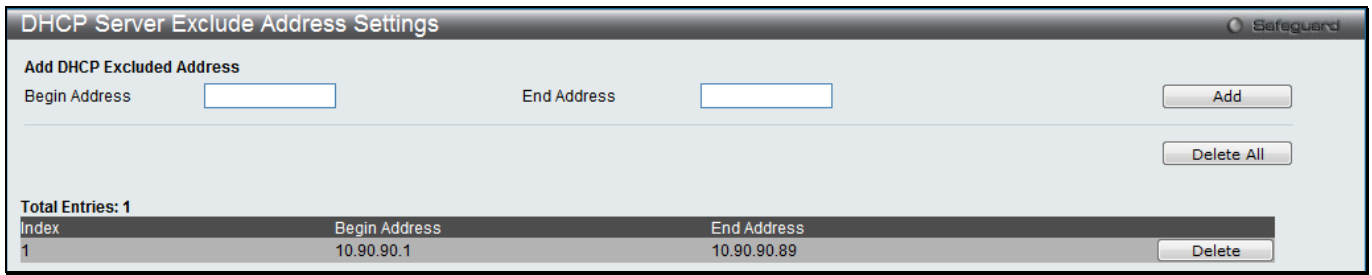 DHCP Server Exclude Address Settings Safeguard
Add DHCP Excluded Address
Begin Address End Address Add
Delete All
Total Entries: 1
Index Begin Address End Address
1 10.90.90.1 10.90.90.89 Delete